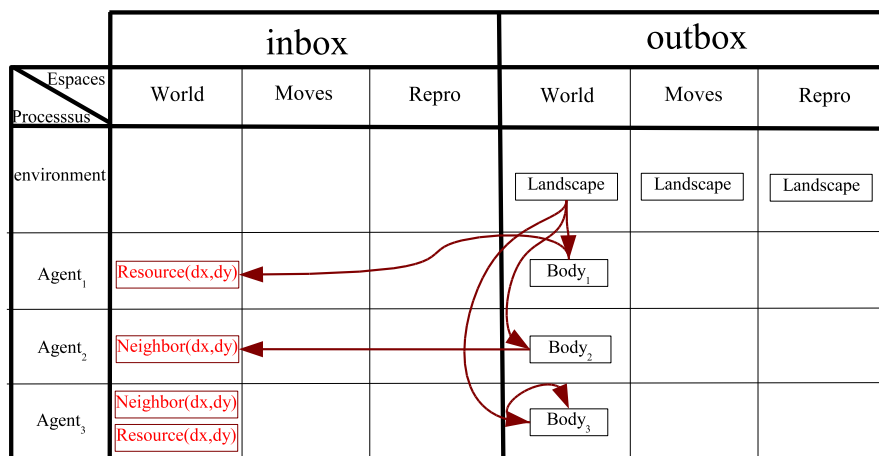 inbox outbox
Espaces
Processsus
World Moves Repro World Moves Repro
environment Landscape Landscape Landscape
Agent1 Resource(dx,dy) Body1
Agent2 Neighbor(dx,dy) Body2
Neighbor(dx,dy)
Agent3 Body3
Resource(dx,dy)